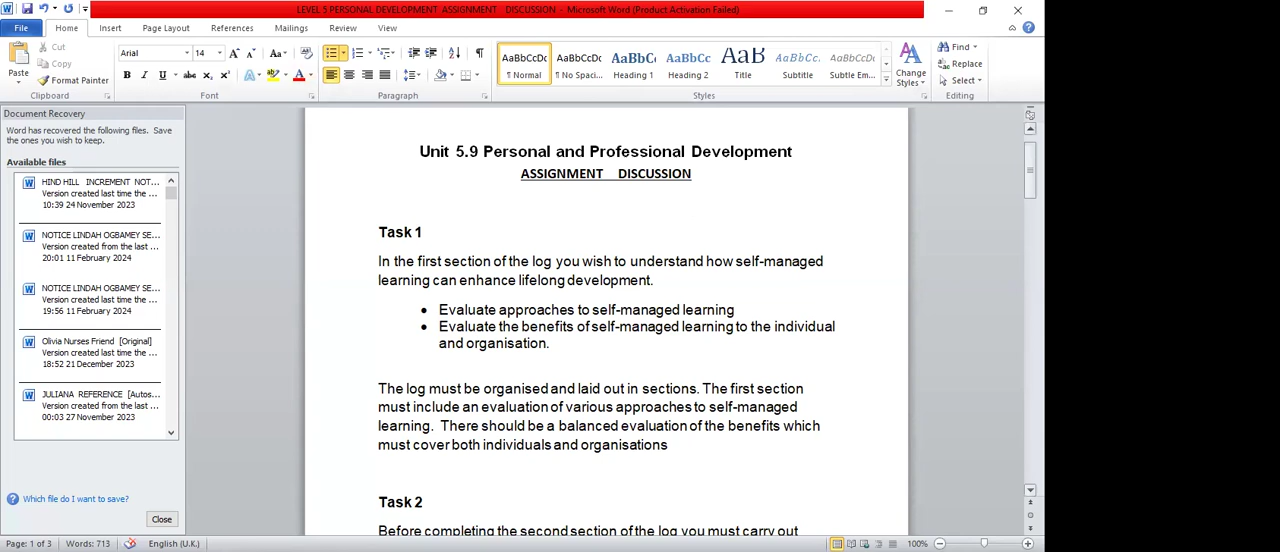 LEVEL 5 PERSONAL DEVELOPMENT ASSIGNMENT DISCUSSION. - Microsoft Word (Product Activation Failed)
File Home Insert Page Layout References Mailings Review View
Cut
Copy
Format Painter
Paste
Clipboard
Arial 14
Font
Paragraph
AaBbCcDc AaBbCcDc AaBbCc AaBbCc AaB AaBbCc. AaBbCcDc
¶ Normal ¶ No Spaci... Heading 1 Heading 2 Title Subtitle Subtle Em...
Change
Styles
Styles
Find
Replace
Select
Editing
Document Recovery
Word has recovered the following files. Save
the ones you wish to keep.
Available files
HIND HILL INCREMENT NOT...
Version created last time the ...
10:39 24 November 2023
NOTICE LINDAH OGBAMEY SE...
Version created from the last ...
20:01 11 February 2024
NOTICE LINDAH OGBAMEY SE...
Version created last time the ...
19:56 11 February 2024
Olivia Nurses Friend [Original]
Version created last time the ...
18:52 21 December 2023
JULIANA REFERENCE [Autos...
Version created last time the ...
00:03 27 November 2023
Which file do I want to save?
Close
Unit 5.9 Personal and Professional Development
ASSIGNMENT DISCUSSION
Task 1
In the first section of the log you wish to understand how self-managed
learning can enhance lifelong development.
• Evaluate approaches to self-managed learning
• Evaluate the benefits of self-managed learning to the individual
and organisation.
The log must be organised and laid out in sections. The first section
must include an evaluation of various approaches to self-managed
learning. There should be a balanced evaluation of the benefits which
must cover both individuals and organisations
Task 2
Before completing the second section of the log you must carry out
Page: 1 of 3 Words: 713 English (U.K.) 100%